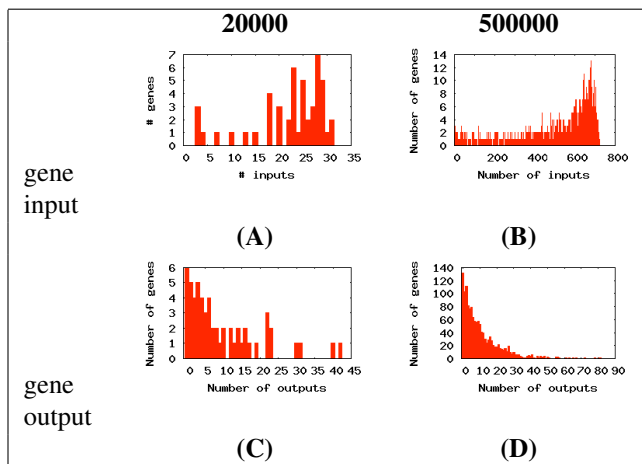 20000
500000
7
6
5
4
3
2
1
0
# genes
0 5 10 15 20 25 30 35
# inputs
14
12
10
8
6
4
2
0
Number of genes
0 200 400 600 800
Number of inputs
gene
input
(A)
(B)
6
5
4
3
2
1
0
Number of genes
0 5 10 15 20 25 30 35 40 45
Number of outputs
140
120
100
80
60
40
20
0
Number of genes
0 10 20 30 40 50 60 70 80 90
Number of outputs
gene
output
(C)
(D)